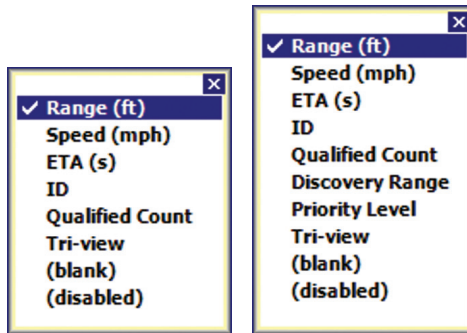 Range (ft)
Speed (mph)
ETA (s)
ID
Qualified Count
Tri-view
(blank)
(disabled)
Range (ft)
Speed (mph)
ETA (s)
ID
Qualified Count
Discovery Range
Priority Level
Tri-view
(blank)
(disabled)